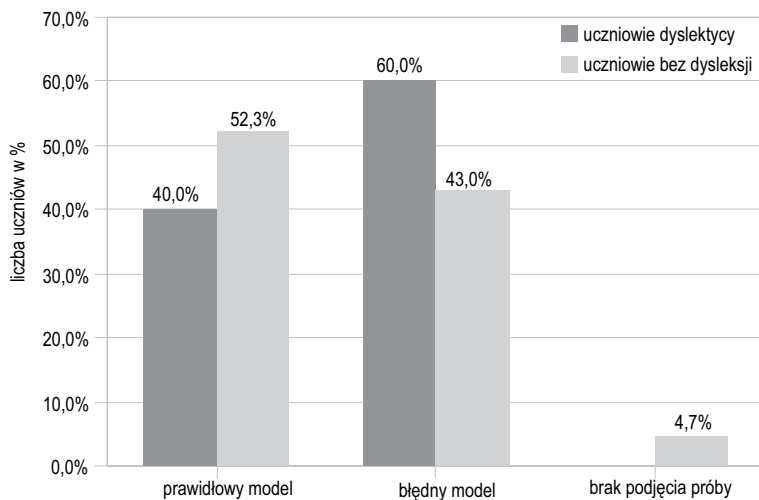 70,0%
60,0%
50,0%
40,0%
30,0%
20,0%
10,0%
0,0%
liczba uczniów w %
uczniowie dyslektycy
uczniowie bez dysleksji
40,0%
52,3%
60,0%
43,0%
4,7%
prawidłowy model
błędny model
brak podjęcia próby